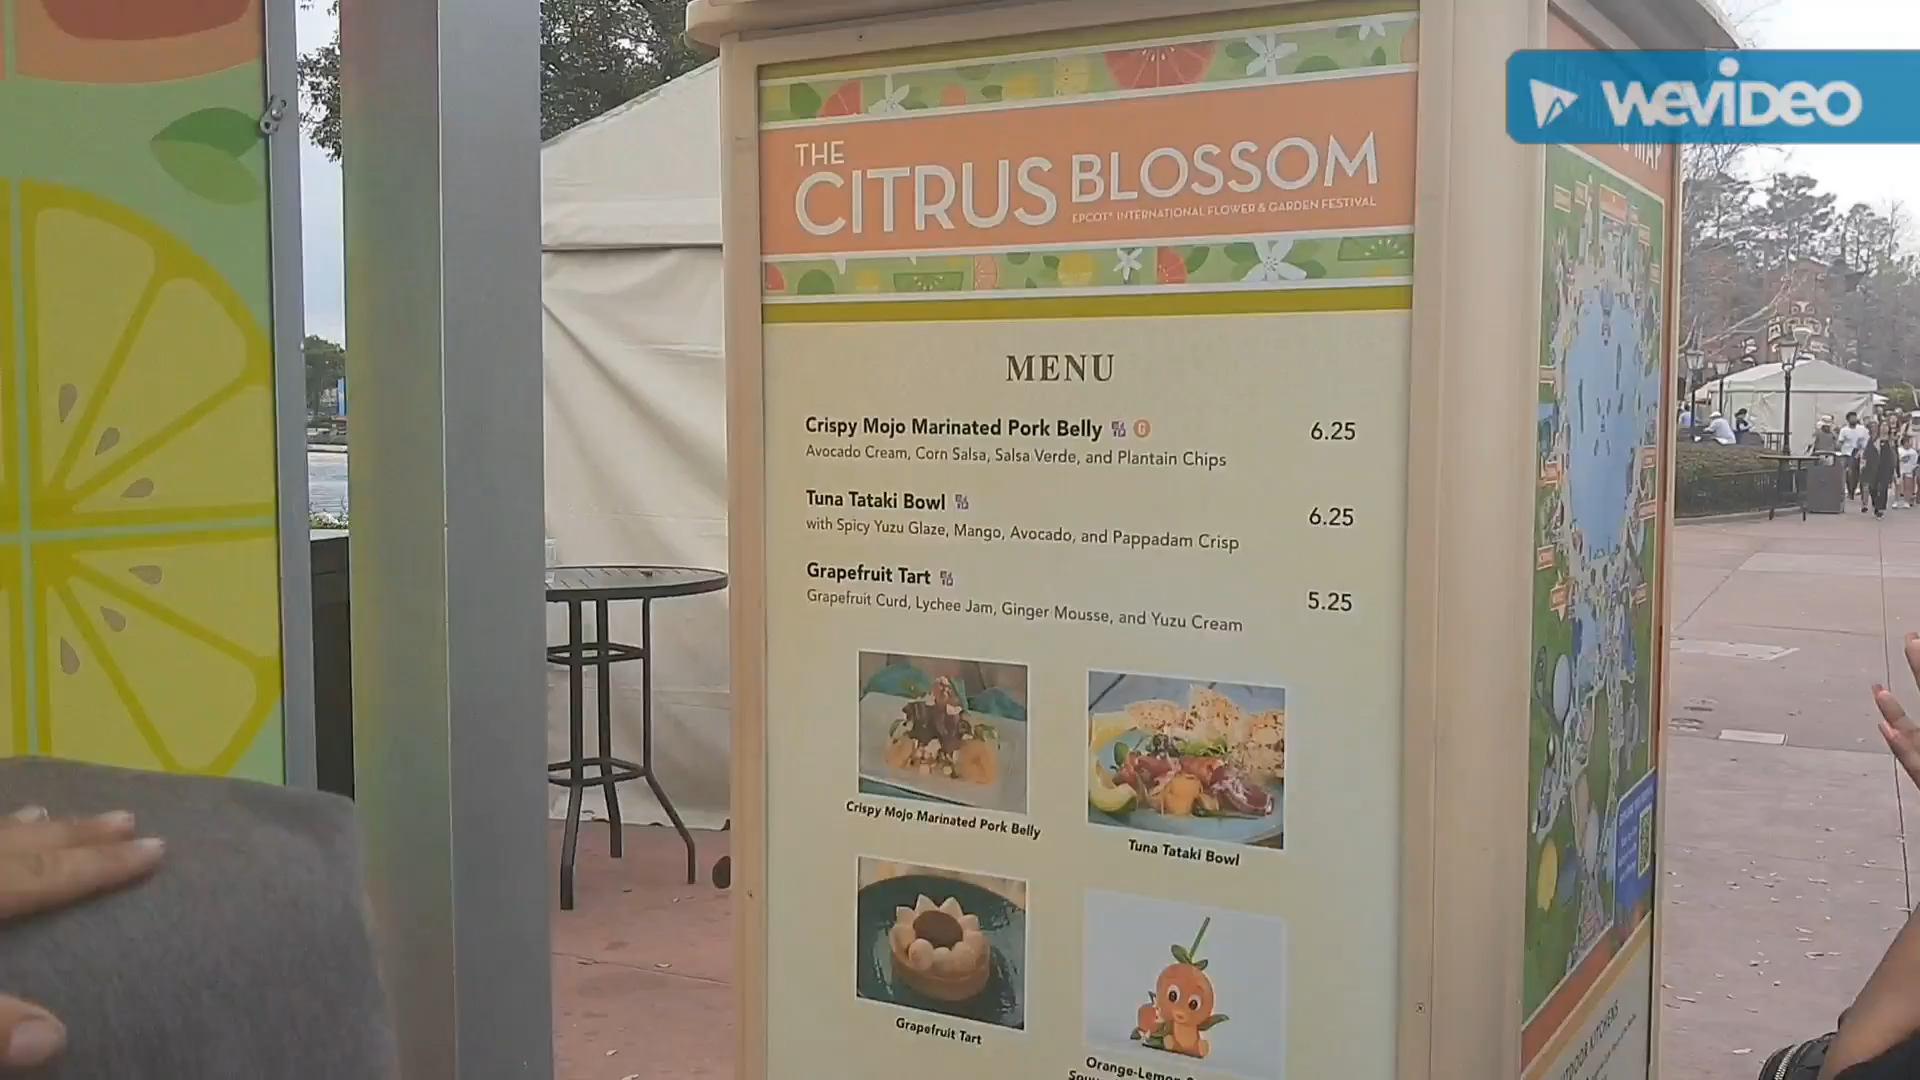 WEVIDEO
THE
CITRUS BLOSSOM
EPCOT® INTERNATIONAL FLOWER & GARDEN FESTIVAL
MAP
MENU
Crispy Mojo Marinated Pork Belly G 6.25
Avocado Cream, Corn Salsa, Salsa Verde, and Plantain Chips
Tuna Tataki Bowl 6.25
with Spicy Yuzu Glaze, Mango, Avocado, and Pappadam Crisp
Grapefruit Tart 5.25
Grapefruit Curd, Lychee Jam, Ginger Mousse, and Yuzu Cream
Crispy Mojo Marinated Pork Belly
Tuna Tataki Bowl
Grapefruit Tart
Orange-Lemon
KITCHENS